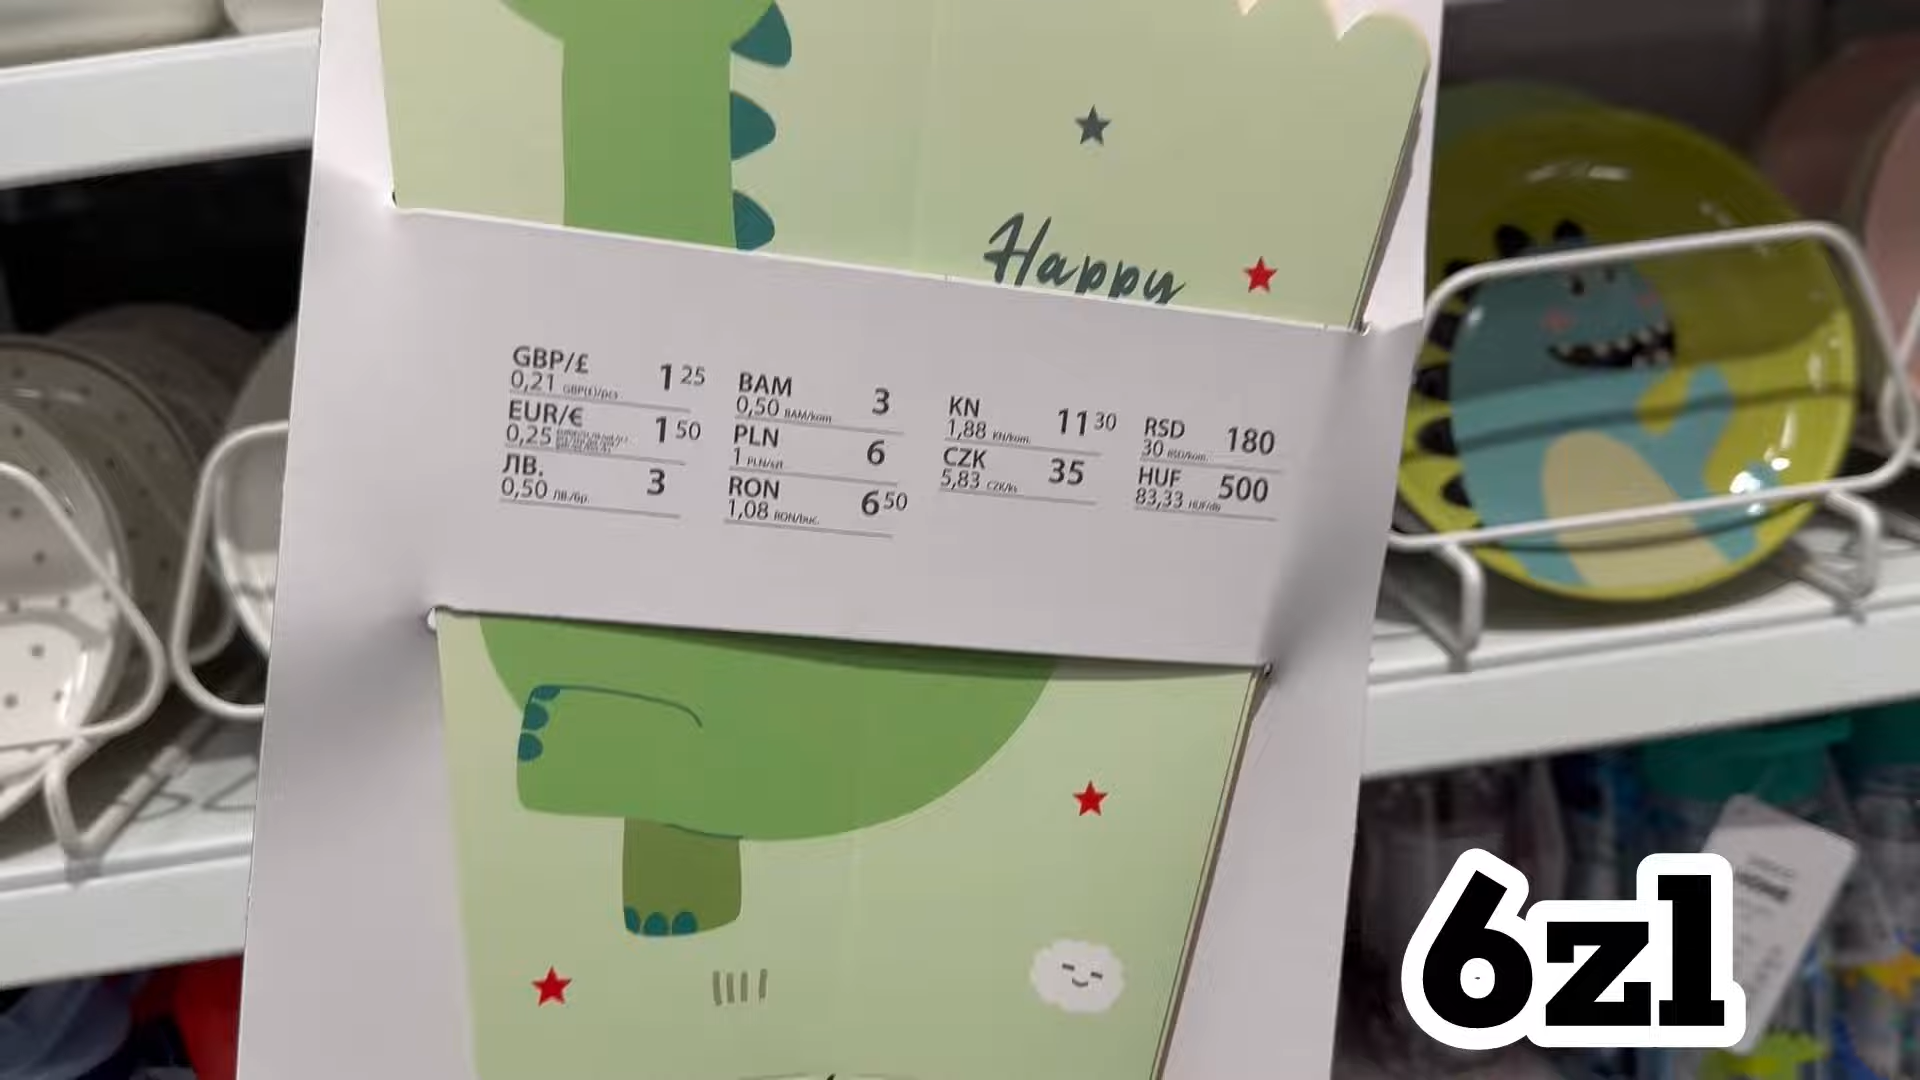 Happy
GBP/£ 1 25
0,21 GBP(£)/pcs
EUR/€ 1 50
0,25
ЛВ. 3
0,50 ЛВ./бр.
BAM 3
0,50 BAM/kom.
PLN 6
1 PLN/szt
RON 6 50
1,08 RON/buc.
KN 11 30
1,88 KN/kom.
CZK 35
5,83 CZK/ks
RSD 180
30 RSD/kom.
HUF 500
83,33 HUF/db
6zl